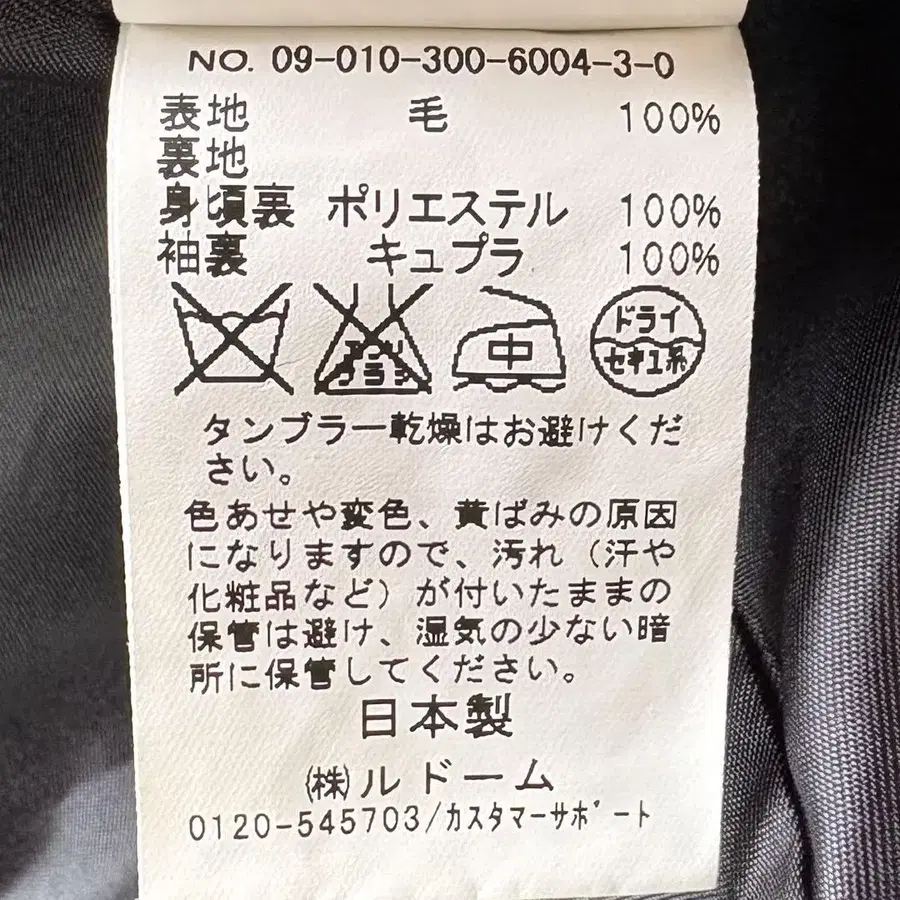 NO. 09-010-300-6004-3-0
表地 毛 100%
裏地
身頃裏 ポリエステル 100%
袖裏 キュプラ 100%
エンソ
サラシ
中
ドライ
セキユ系
タンブラー乾燥はお避けくだ
さい。
色あせや変色、黄ばみの原因
になりますので、汚れ（汗や
化粧品など）が付いたままの
保管は避け、湿気の少ない暗
所に保管してください。
日本製
㈱ルドーム
0120-545703/カスタマーサポート